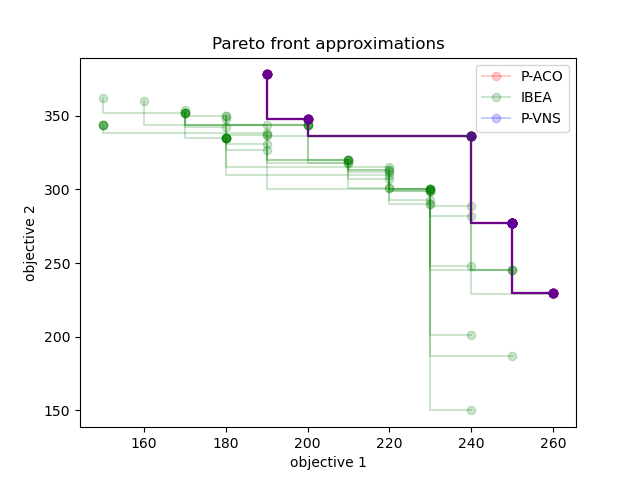 Pareto front approximations
P-ACO
IBEA
P-VNS
objective 2
350
300
250
200
150
160
180
200
220
240
260
objective 1